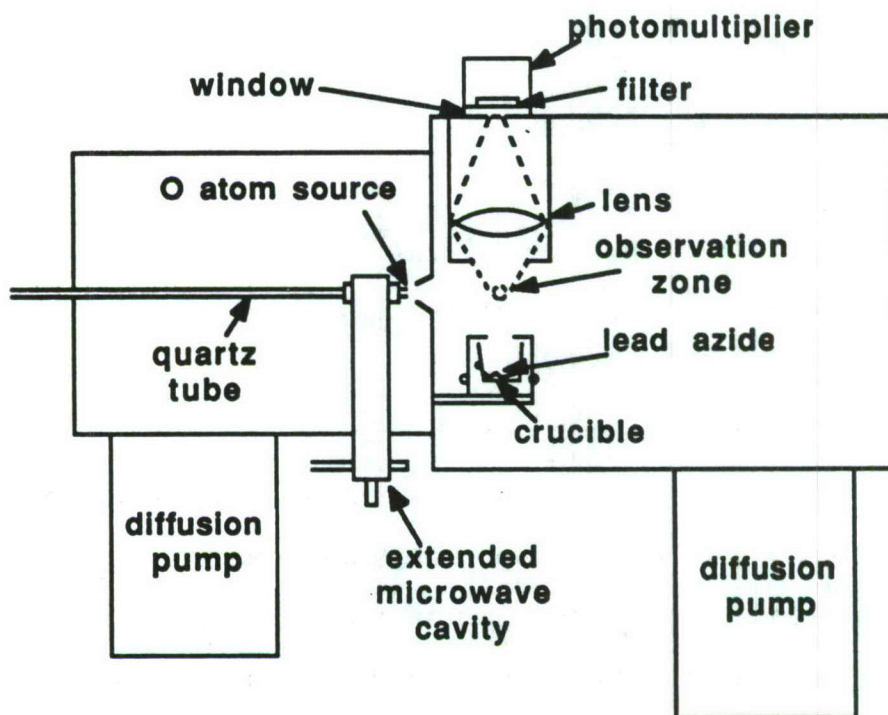 photomultiplier
window
filter
O atom source
lens
observation
zone
quartz
tube
lead azide
crucible
diffusion
pump
extended
microwave
cavity
diffusion
pump